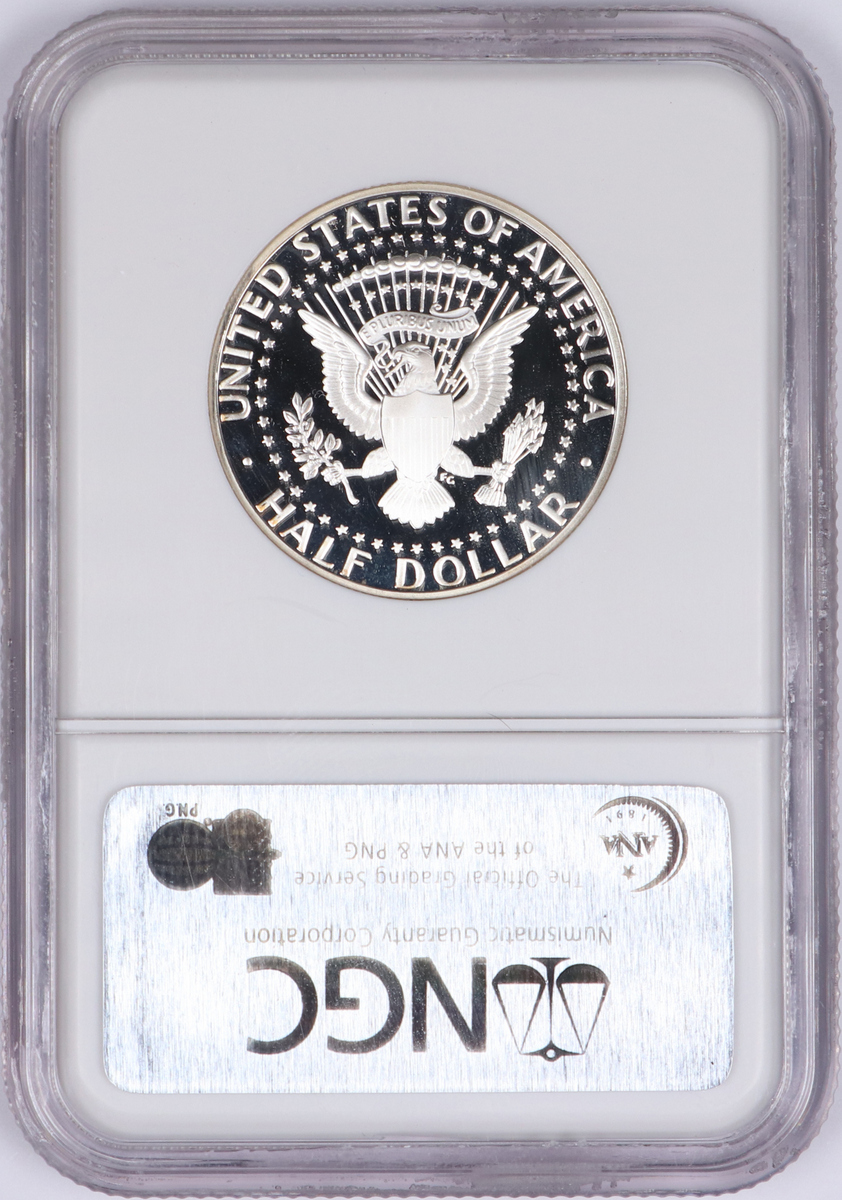 UNITED STATES OF AMERICA
E PLURIBUS UNUM
FG
HALF DOLLAR
NGC
Numismatic Guaranty Corporation
The Official Grading Service
of the ANA & PNG
ANA
1891
PNG